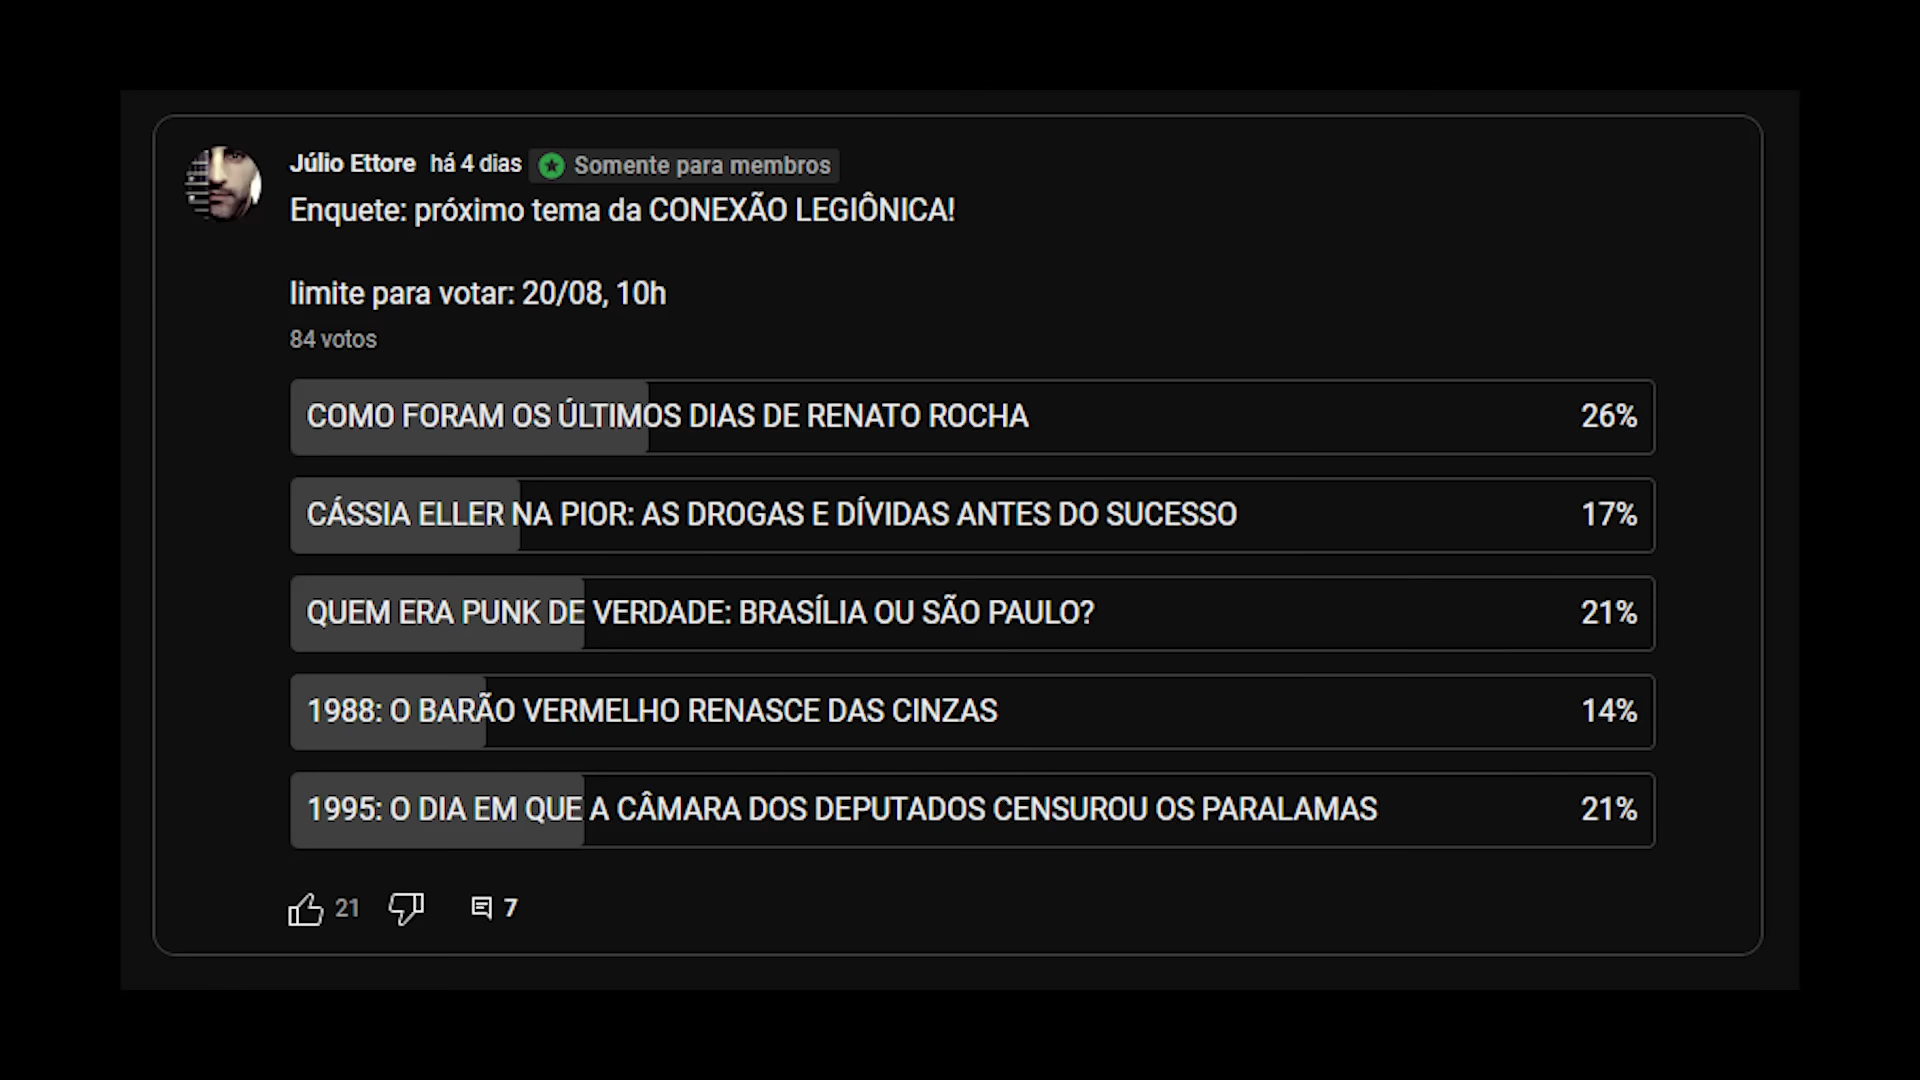 Júlio Ettore há 4 dias Somente para membros
Enquete: próximo tema da CONEXÃO LEGIÔNICA!
limite para votar: 20/08, 10h
84 votos
COMO FORAM OS ÚLTIMOS DIAS DE RENATO ROCHA 26%
CÁSSIA ELLER NA PIOR: AS DROGAS E DÍVIDAS ANTES DO SUCESSO 17%
QUEM ERA PUNK DE VERDADE: BRASÍLIA OU SÃO PAULO? 21%
1988: O BARÃO VERMELHO RENASCE DAS CINZAS 14%
1995: O DIA EM QUE A CÂMARA DOS DEPUTADOS CENSUROU OS PARALAMAS 21%
21 7